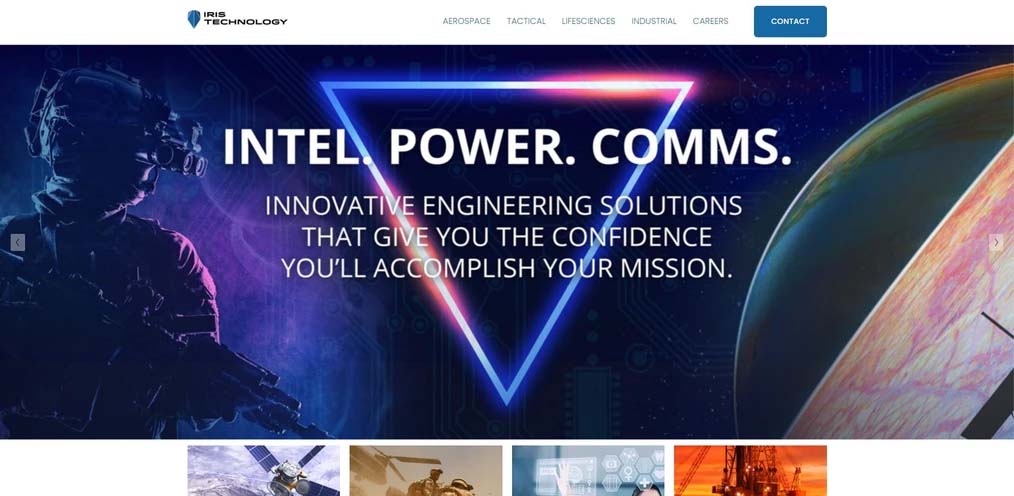 IRIS
TECHNOLOGY
AEROSPACE TACTICAL LIFESCIENCES INDUSTRIAL CAREERS CONTACT
INTEL. POWER. COMMS.
INNOVATIVE ENGINEERING SOLUTIONS
THAT GIVE YOU THE CONFIDENCE
YOU'LL ACCOMPLISH YOUR MISSION.